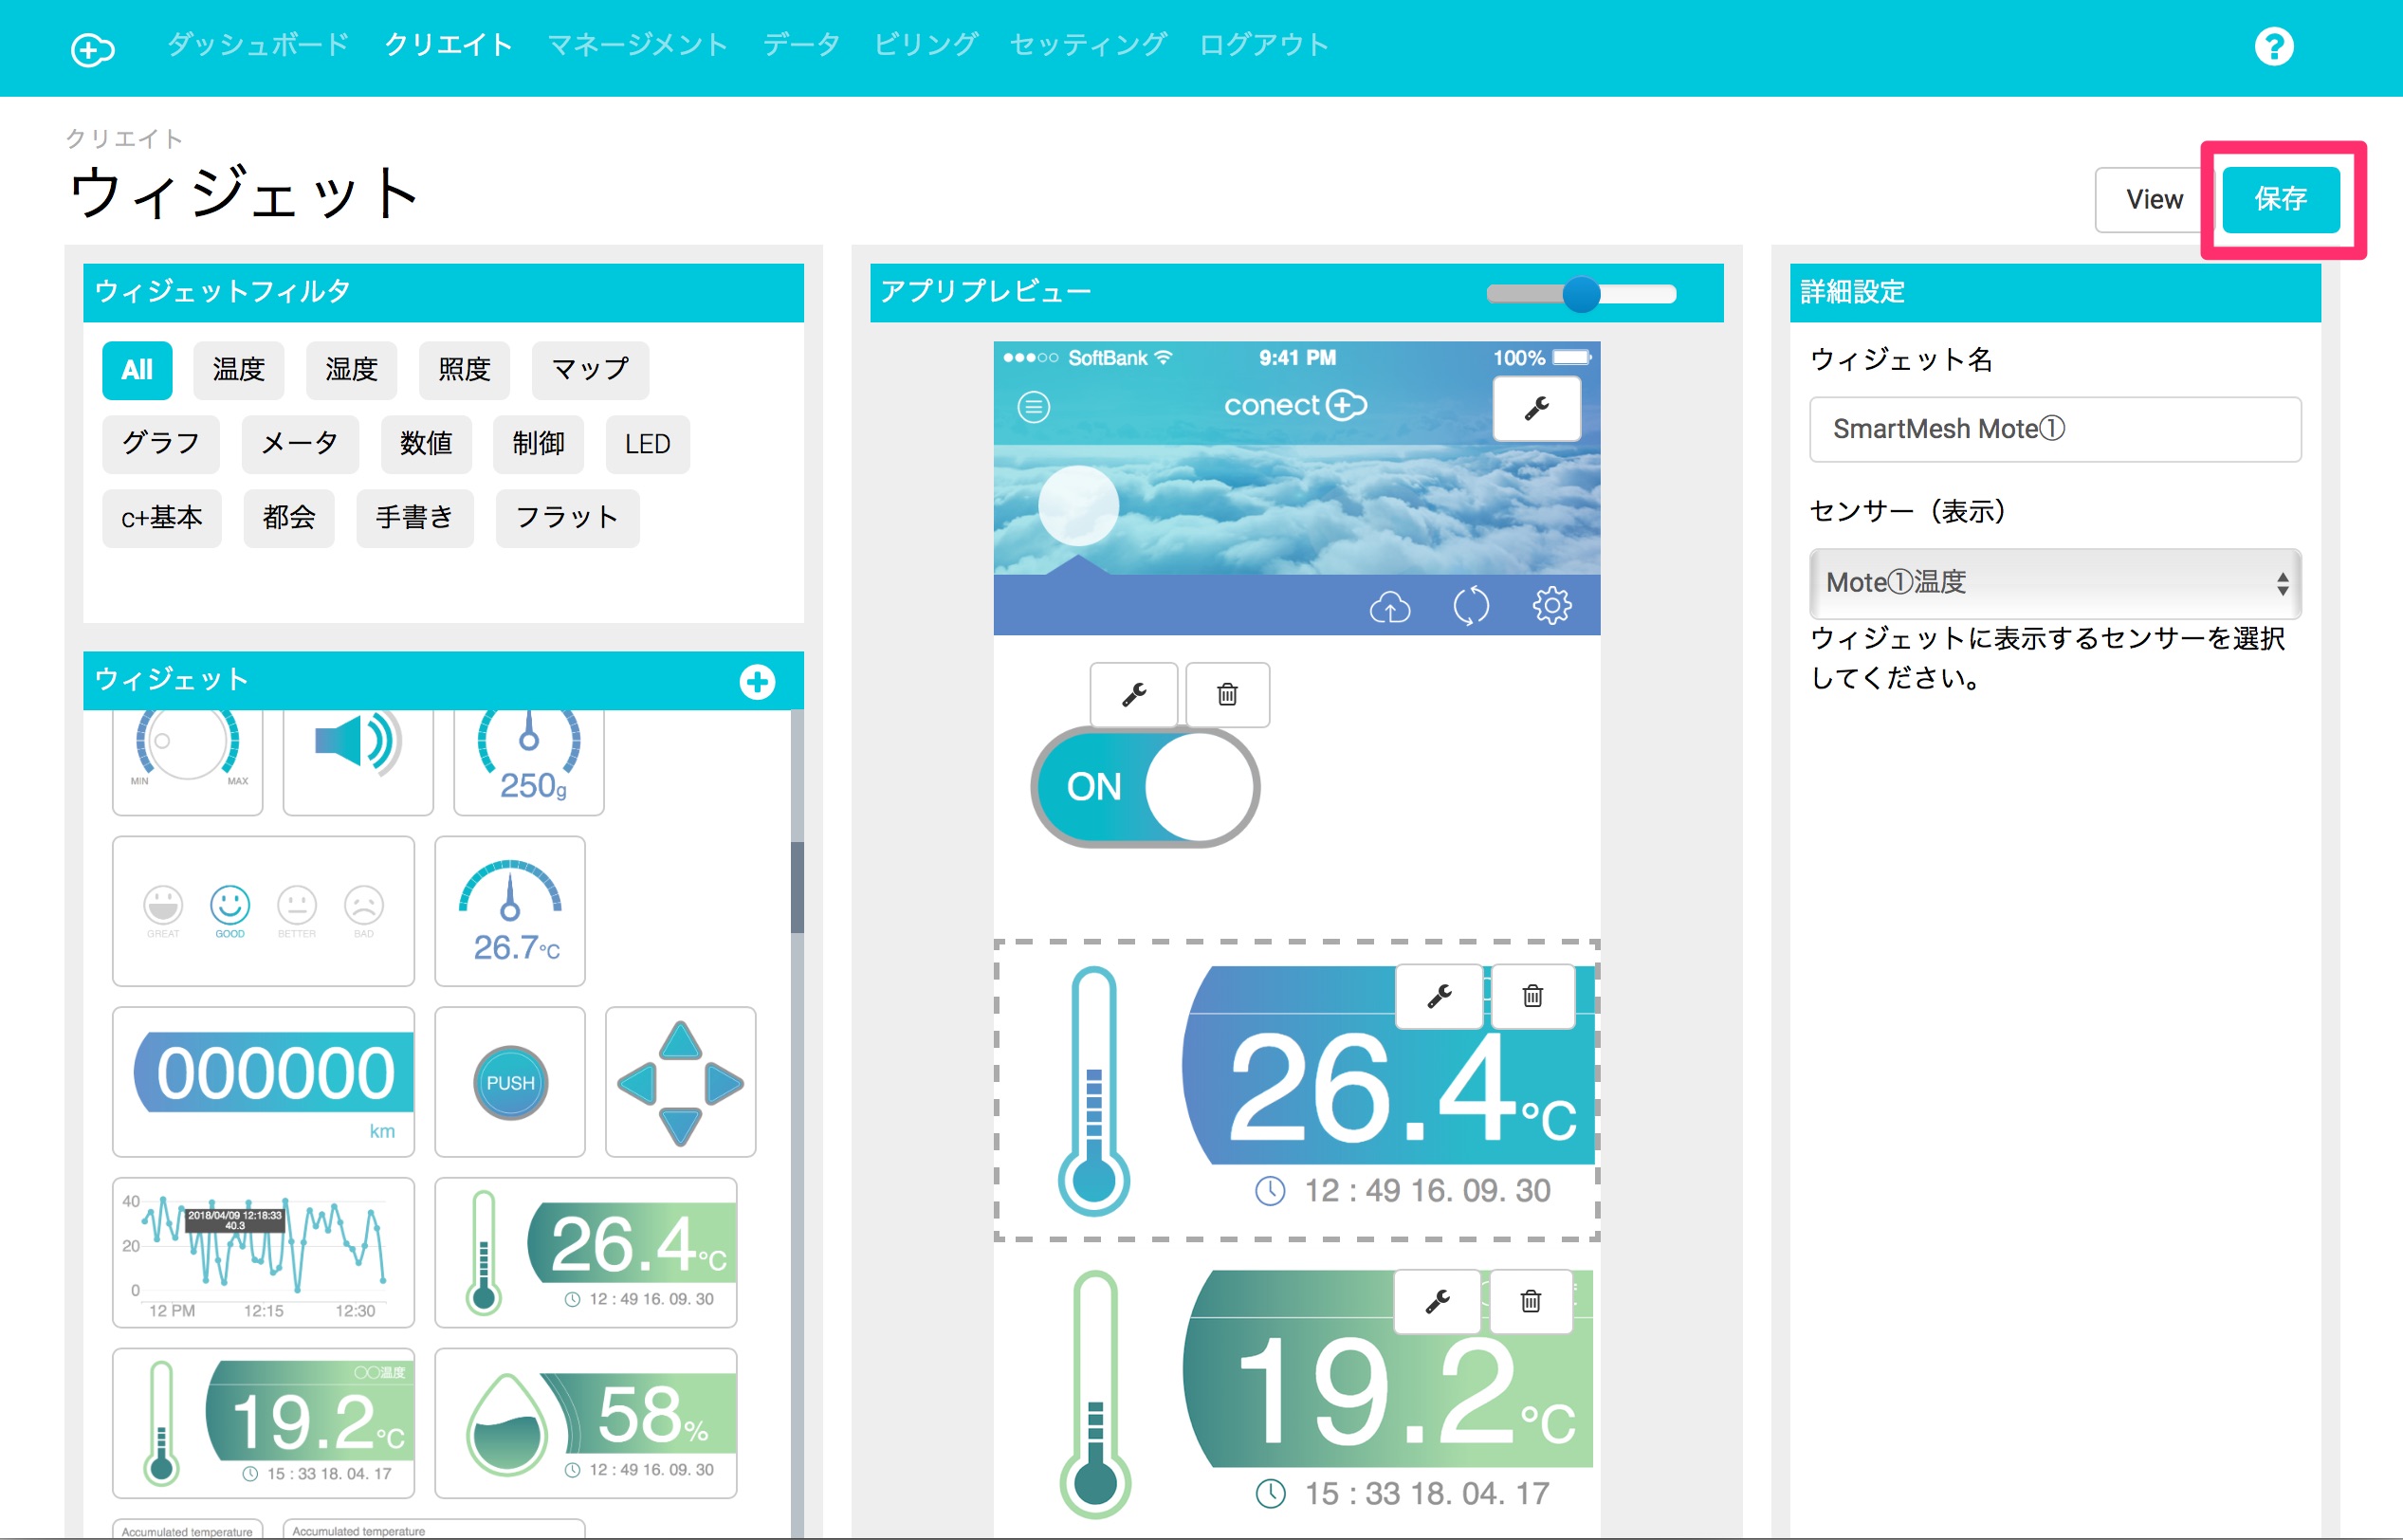 ダッシュボード クリエイト マネージメント データ ビリング セッティング ログアウト
クリエイト
ウィジェット
View 保存
ウィジェットフィルタ
All 温度 湿度 照度 マップ
グラフ メータ 数値 制御 LED
c+基本 都会 手書き フラット
ウィジェット
MIN MAX
250g
GREAT GOOD BETTER BAD
26.7℃
000000
km
PUSH
40
20
0
2018/04/09 12:18:33
40.3
12 PM 12:15 12:30
26.4℃
12 : 49 16. 09. 30
〇〇温度
19.2℃
15 : 33 18. 04. 17
58%
12 : 49 16. 09. 30
Accumulated temperature
Accumulated temperature
アプリプレビュー
SoftBank 9:41 PM 100%
conect
ON
26.4℃
12 : 49 16. 09. 30
19.2℃
15 : 33 18. 04. 17
詳細設定
ウィジェット名
SmartMesh Mote①
センサー（表示）
Mote①温度
ウィジェットに表示するセンサーを選択
してください。